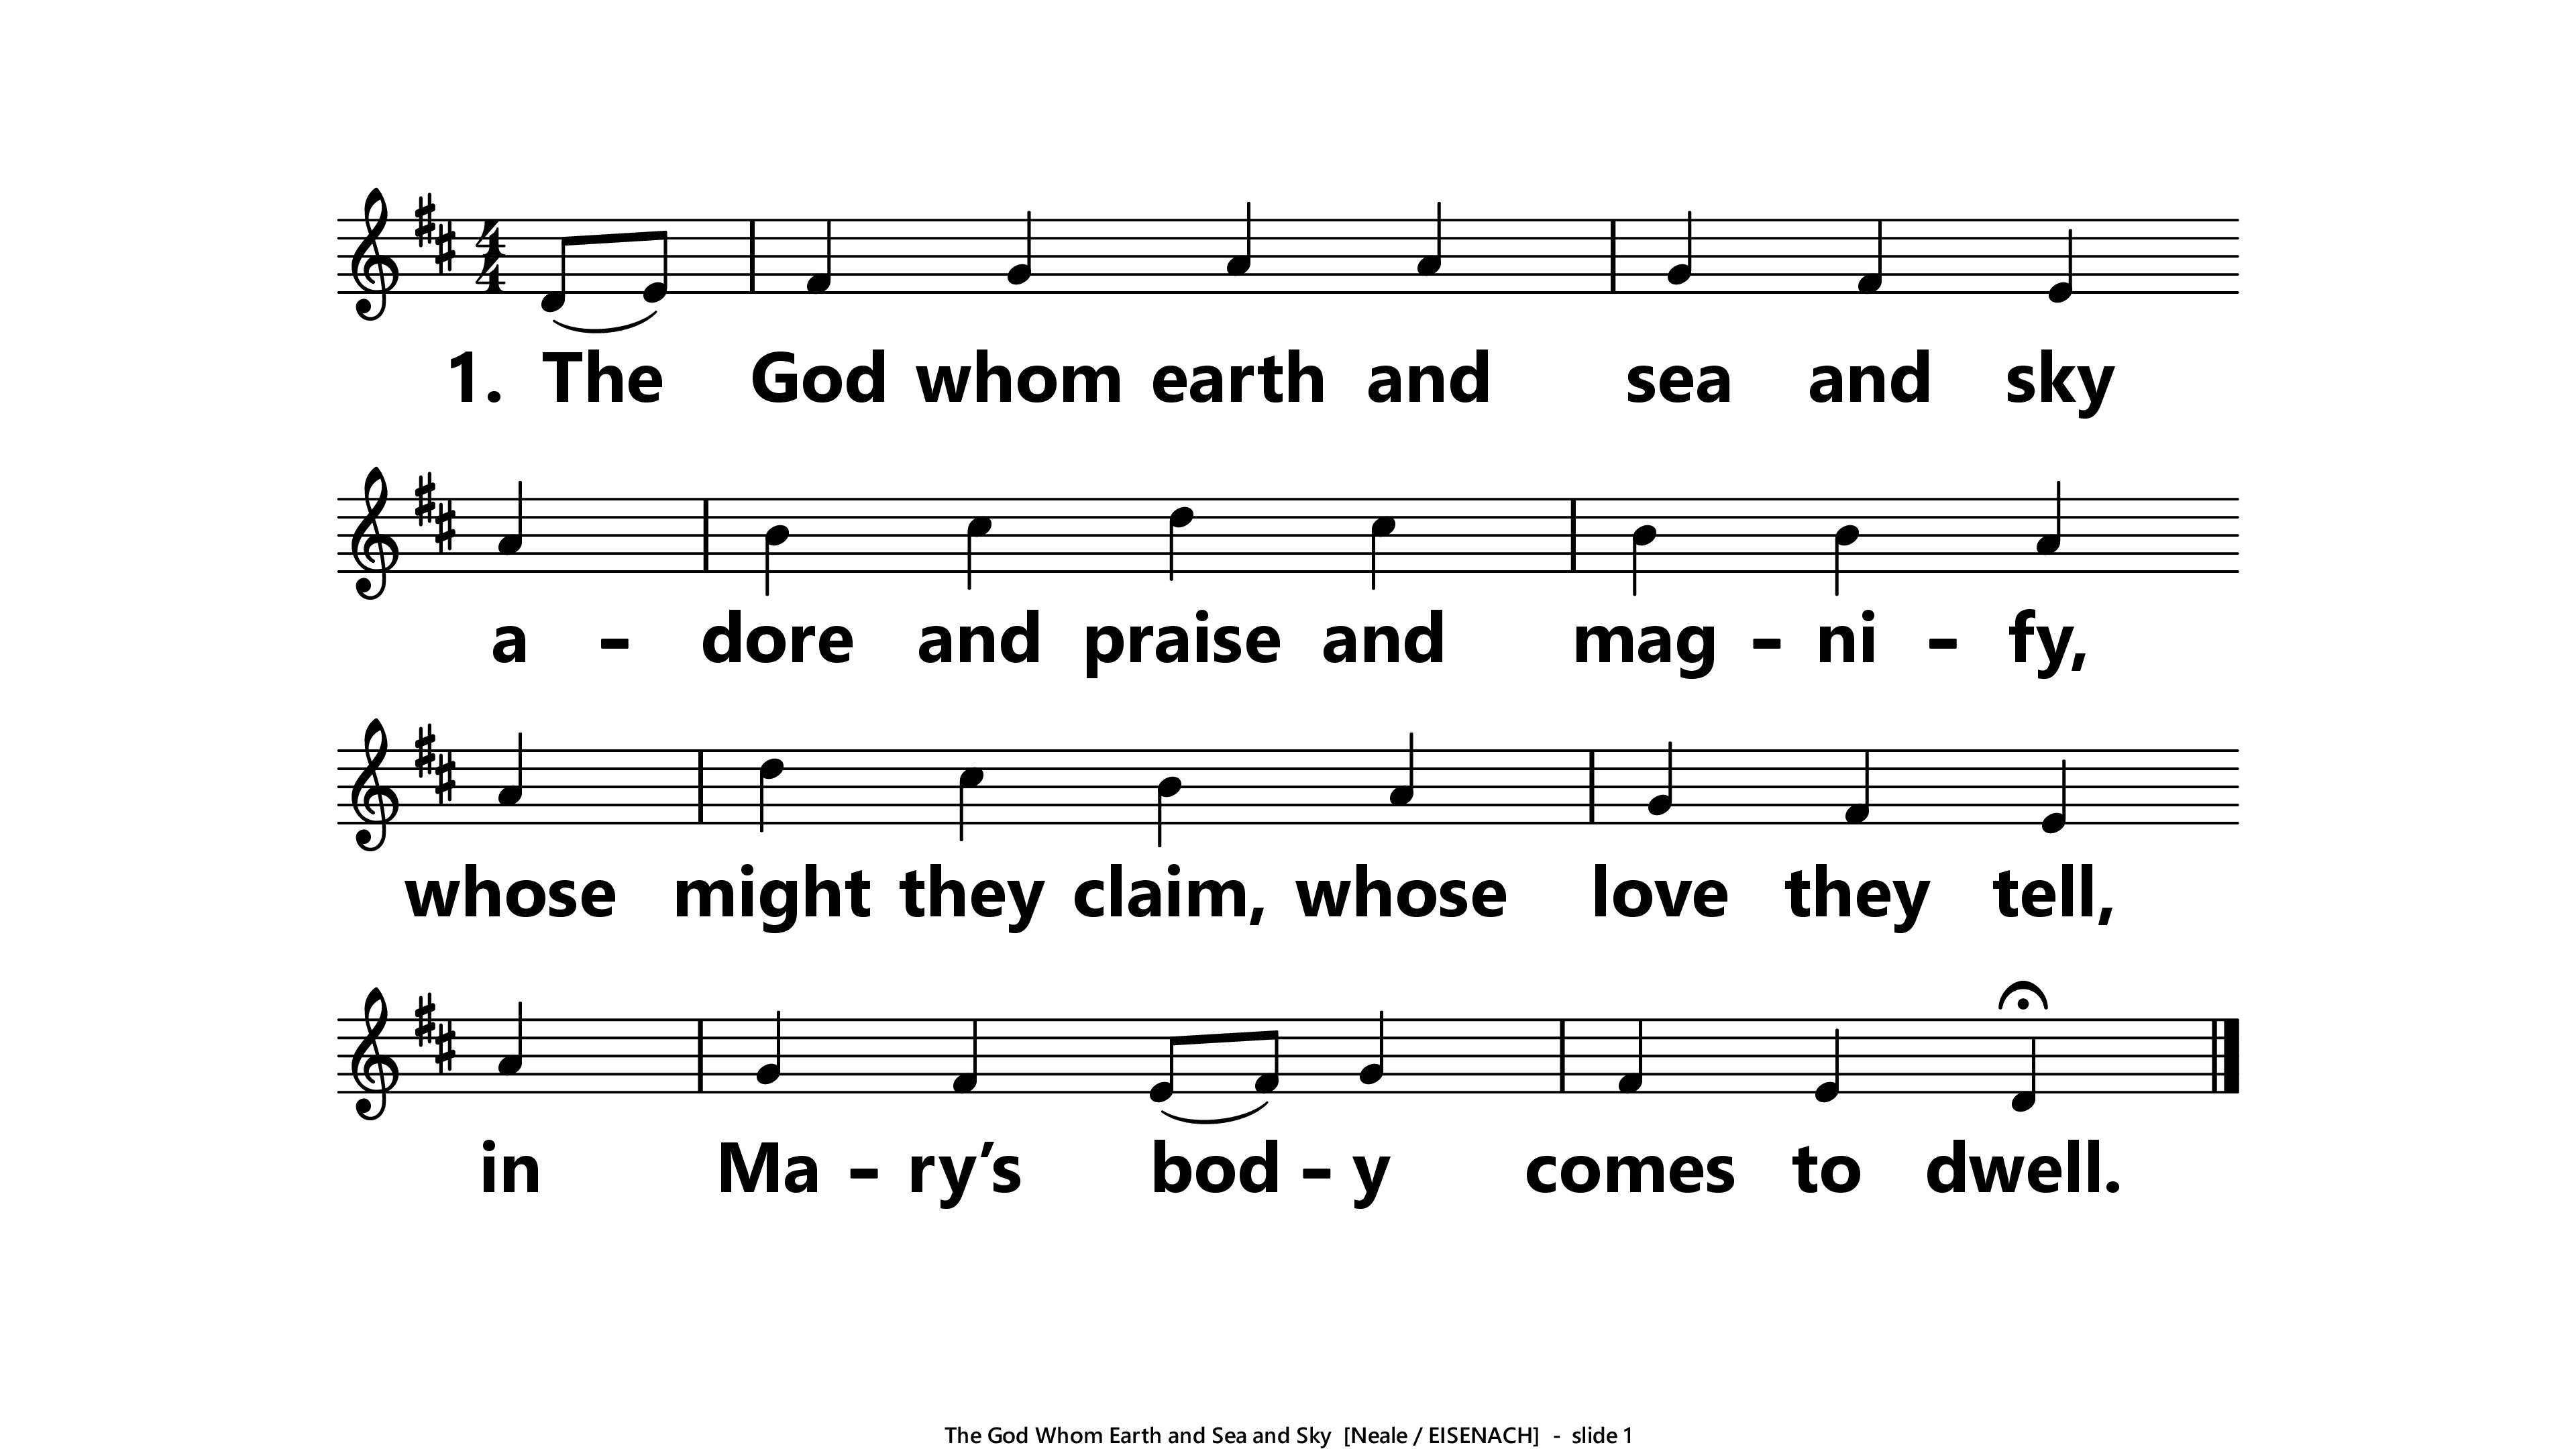 1. The God whom earth and sea and sky
a - dore and praise and mag - ni - fy,
whose might they claim, whose love they tell,
in Ma - ry’s bod - y comes to dwell.
The God Whom Earth and Sea and Sky [Neale / EISENACH] - slide 1